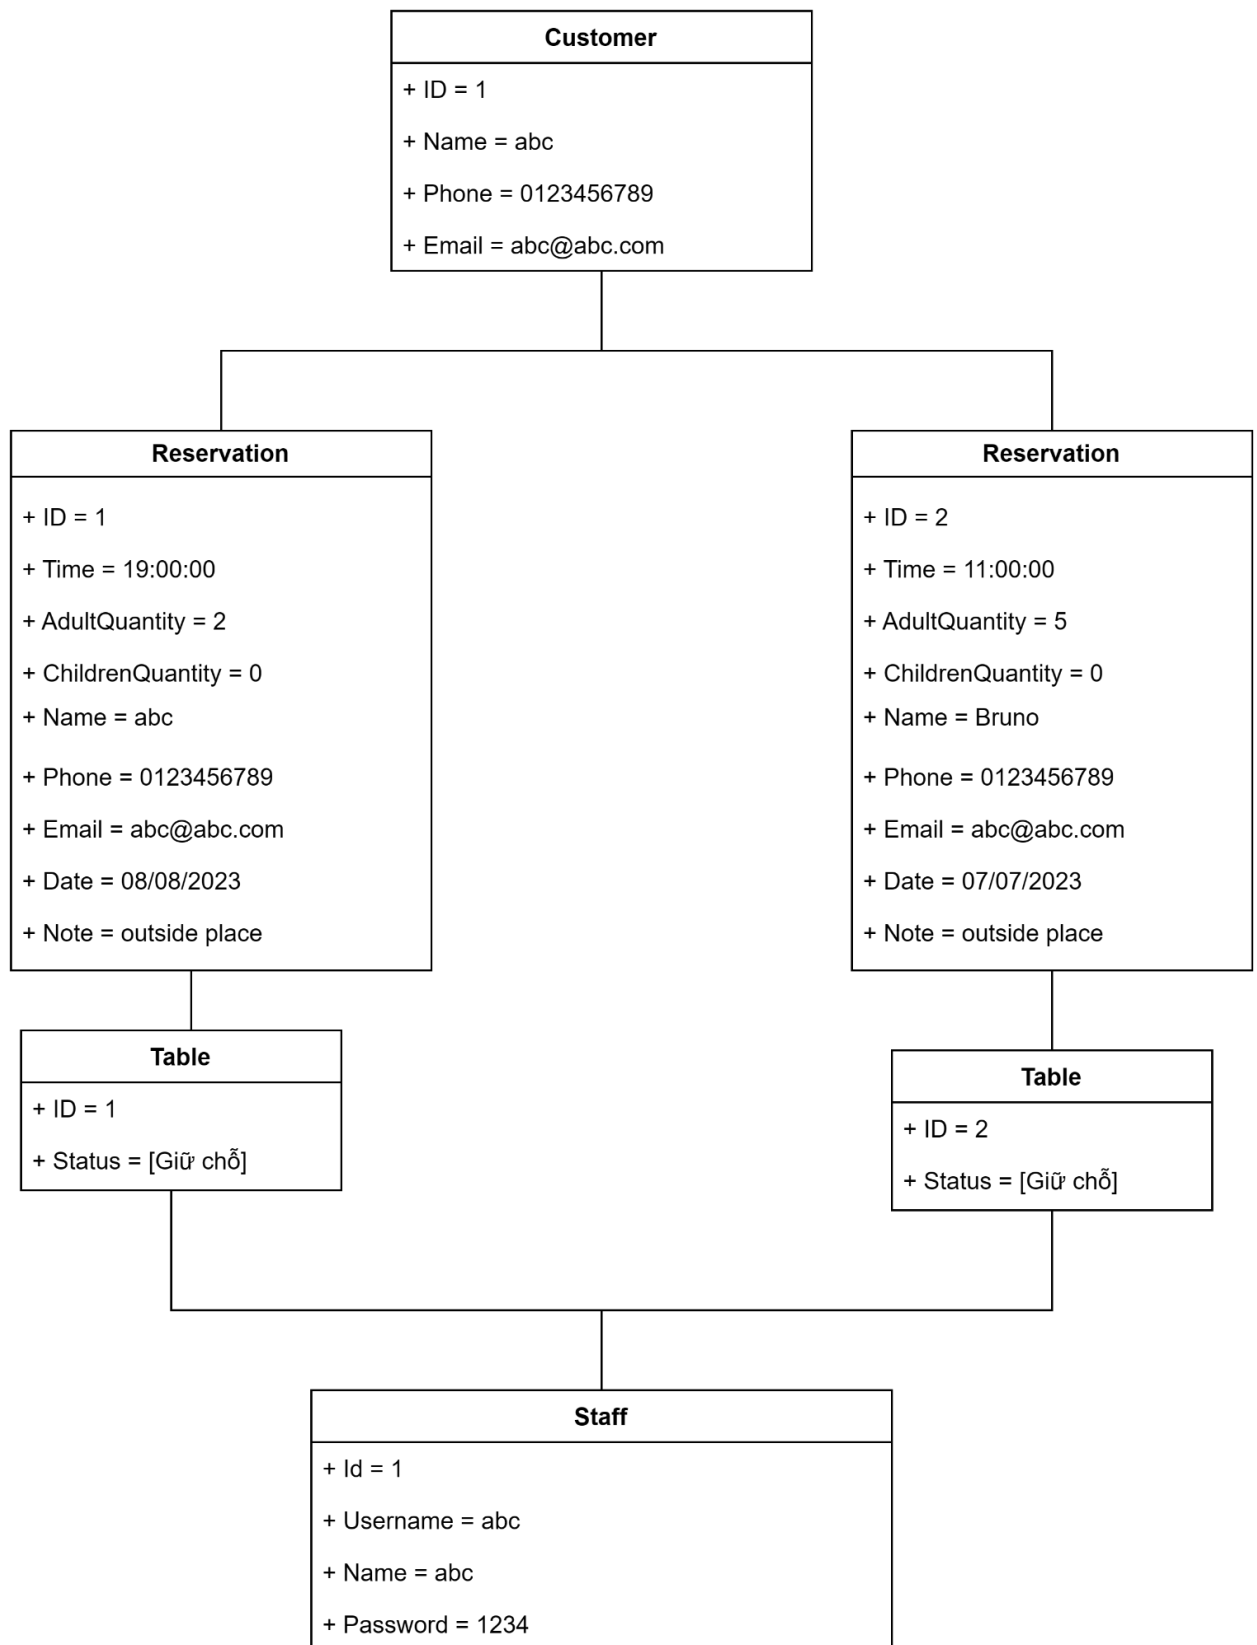 Customer
+ ID = 1
+ Name = abc
+ Phone = 0123456789
+ Email = abc@abc.com
Reservation
+ ID = 1
+ Time = 19:00:00
+ AdultQuantity = 2
+ ChildrenQuantity = 0
+ Name = abc
+ Phone = 0123456789
+ Email = abc@abc.com
+ Date = 08/08/2023
+ Note = outside place
Reservation
+ ID = 2
+ Time = 11:00:00
+ AdultQuantity = 5
+ ChildrenQuantity = 0
+ Name = Bruno
+ Phone = 0123456789
+ Email = abc@abc.com
+ Date = 07/07/2023
+ Note = outside place
Table
+ ID = 1
+ Status = [Giữ chỗ]
Table
+ ID = 2
+ Status = [Giữ chỗ]
Staff
+ Id = 1
+ Username = abc
+ Name = abc
+ Password = 1234